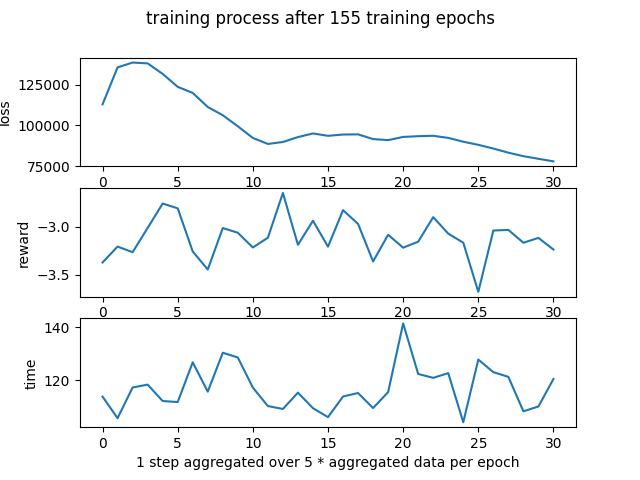 training process after 155 training epochs
125000
100000
75000
loss
0 5 10 15 20 25 30
−3.0
−3.5
reward
0 5 10 15 20 25 30
140
120
time
0 5 10 15 20 25 30
1 step aggregated over 5 * aggregated data per epoch